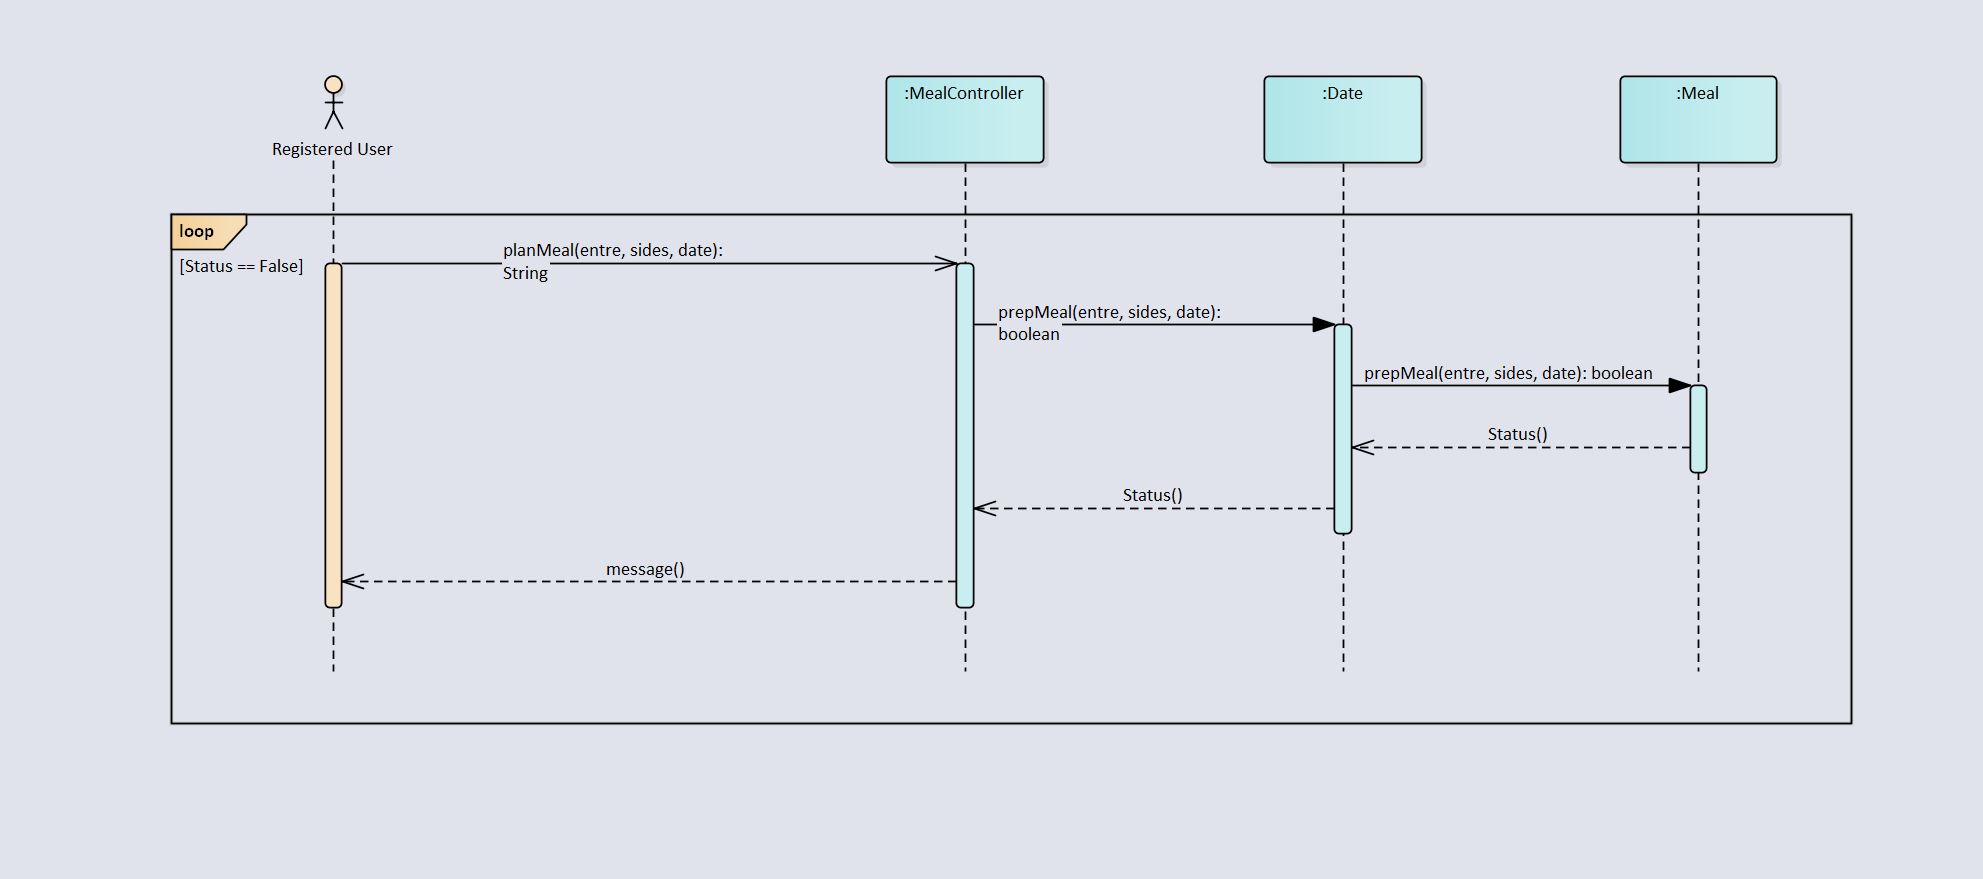 Registered User
:MealController
:Date
:Meal
loop
[Status == False]
planMeal(entre, sides, date):
String
prepMeal(entre, sides, date):
boolean
prepMeal(entre, sides, date): boolean
Status()
Status()
message()